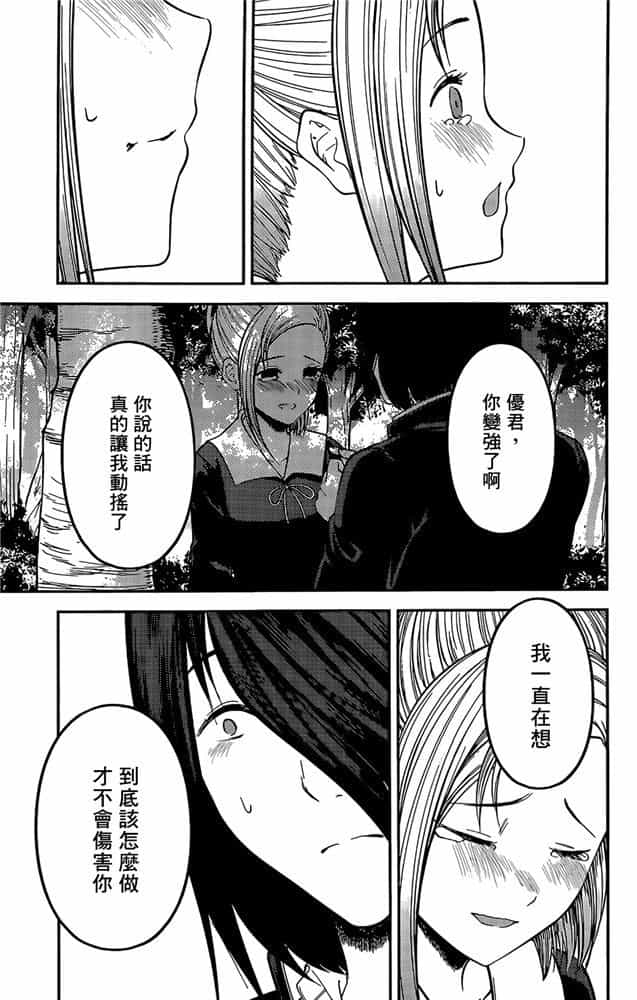 優君，
你變強了啊
你說的話
真的讓我動搖了
我一直在想
到底該怎麼做
才不會傷害你